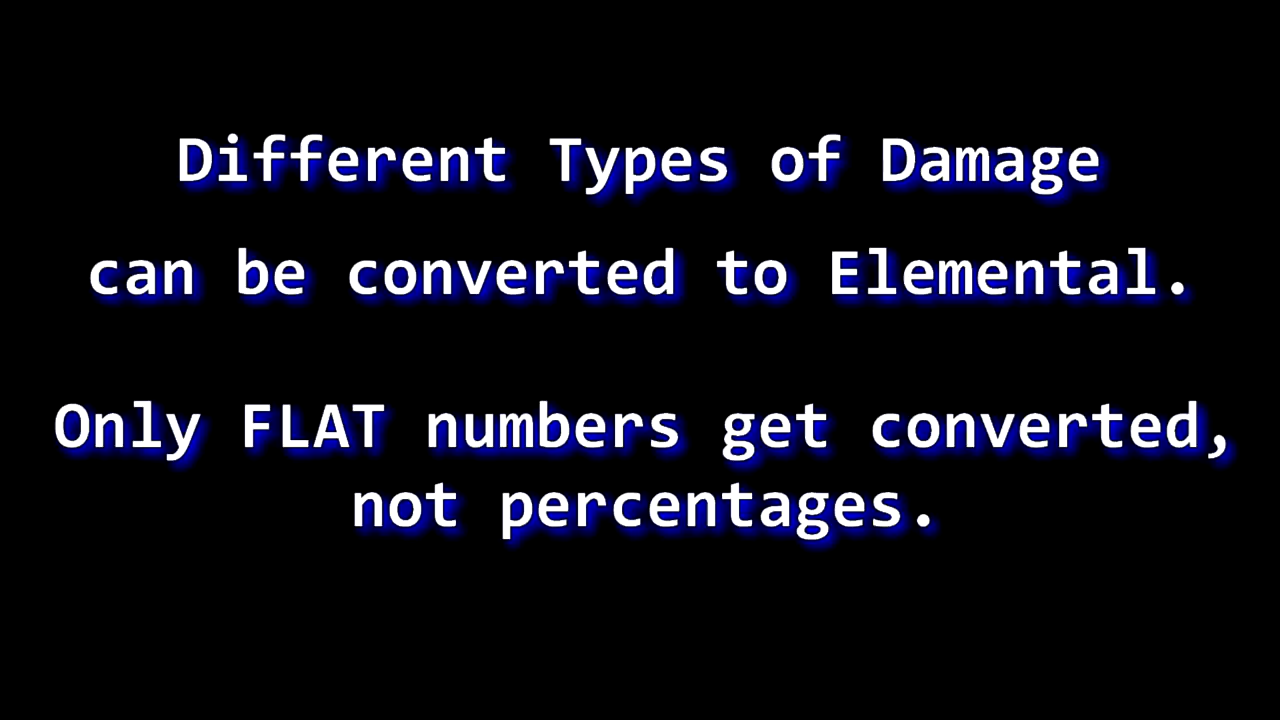 Different Types of Damage
can be converted to Elemental.
Only FLAT numbers get converted,
not percentages.